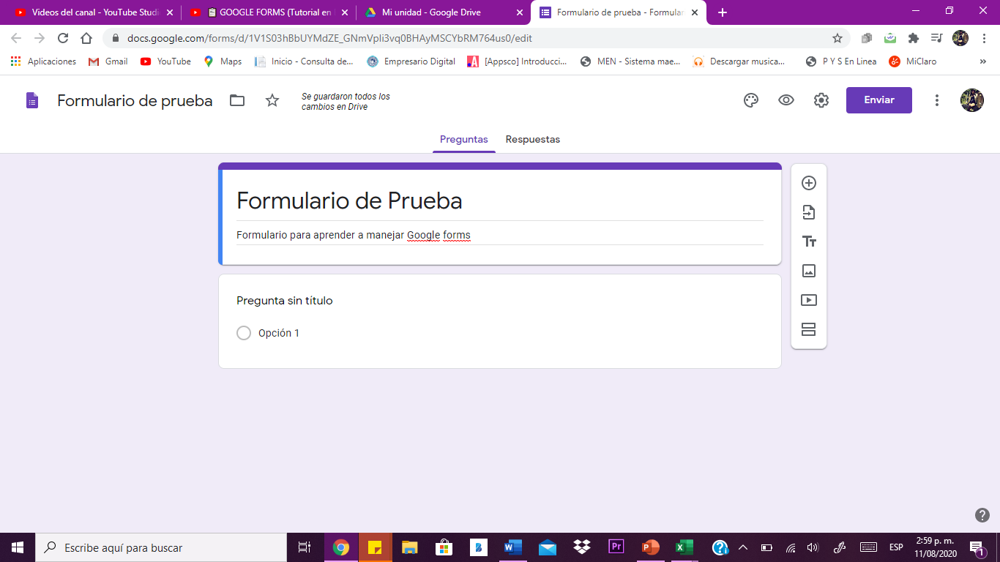 Videos del canal - YouTube Studi
GOOGLE FORMS (Tutorial en
Mi unidad - Google Drive
Formulario de prueba - Formular
docs.google.com/forms/d/1V1S03hBbUYMdZE_GNmVpIi3vq0BHAyMSCYbRM764us0/edit
Aplicaciones
Gmail
YouTube
Maps
Inicio - Consulta de...
Empresario Digital
[Appsco] Introducci...
MEN - Sistema mae...
Descargar musica...
P Y S En Linea
MiClaro
»
Formulario de prueba
Se guardaron todos los
cambios en Drive
Enviar
Preguntas
Respuestas
Formulario de Prueba
Formulario para aprender a manejar Google forms
Pregunta sin título
Opción 1
Escribe aquí para buscar
ESP
2:59 p. m.
11/08/2020
1